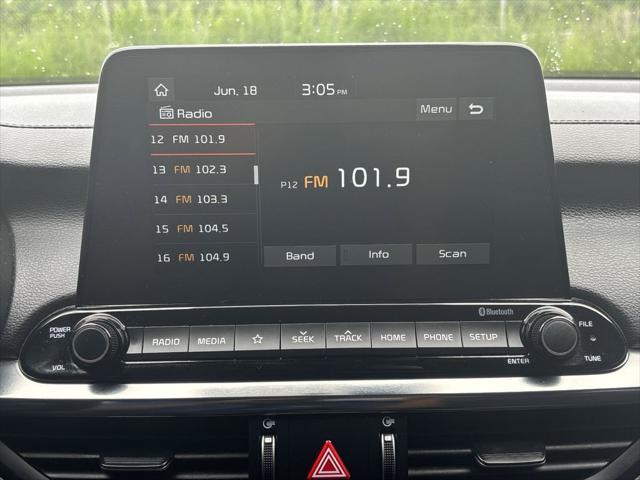 Jun. 18 3:05 PM
Radio Menu
12 FM 101.9
13 FM 102.3
14 FM 103.3
15 FM 104.5
16 FM 104.9
P12 FM 101.9
Band Info Scan
Bluetooth
POWER
PUSH
VOL
RADIO MEDIA SEEK TRACK HOME PHONE SETUP
ENTER
FILE
TUNE